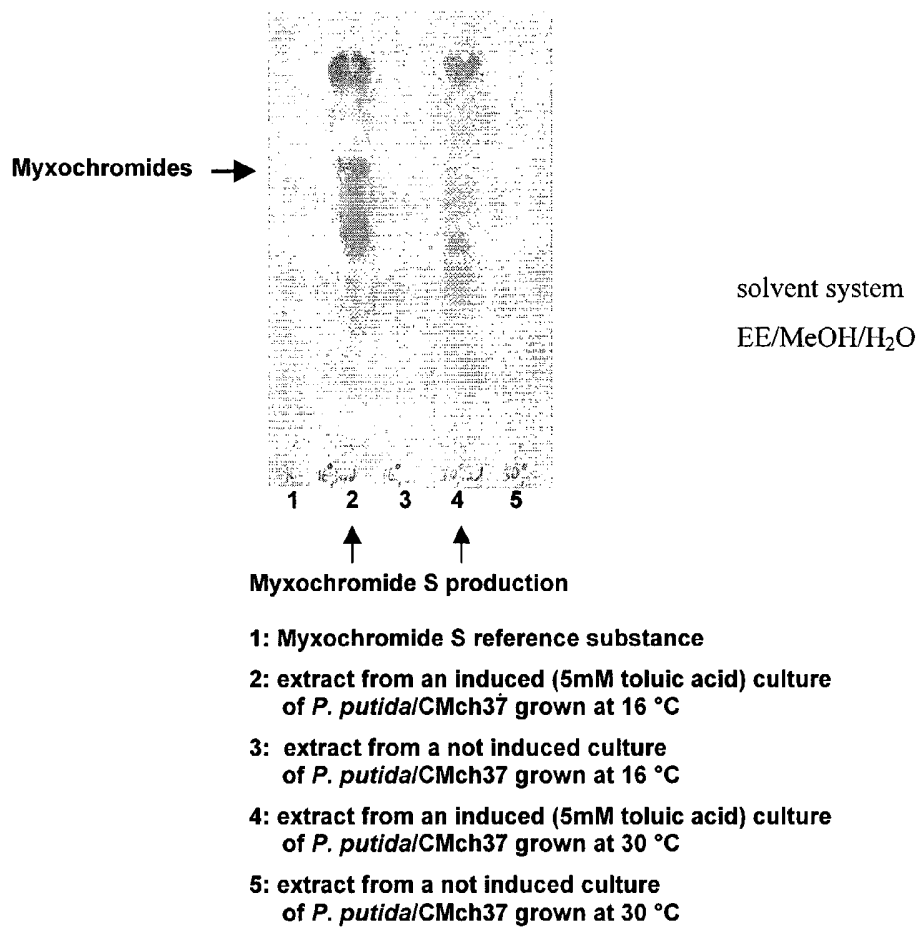 Myxochromides
solvent system
EE/MeOH/H₂O
1 2 3 4 5
Myxochromide S production
1: Myxochromide S reference substance
2: extract from an induced (5mM toluic acid) culture
of P. putida/CMch37 grown at 16 °C
3: extract from a not induced culture
of P. putida/CMch37 grown at 16 °C
4: extract from an induced (5mM toluic acid) culture
of P. putida/CMch37 grown at 30 °C
5: extract from a not induced culture
of P. putida/CMch37 grown at 30 °C